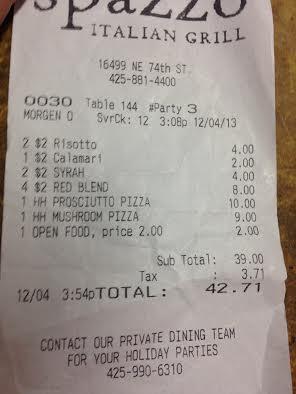 spazzo
ITALIAN GRILL
16499 NE 74th ST.
425-881-4400
0030 Table 144 #Party 3
MORGEN O SvrCk: 12 3:08p 12/04/13
2 $2 Risotto 4.00
1 $2 Calamari 2.00
2 $2 SYRAH 4.00
4 $2 RED BLEND 8.00
1 HH PROSCIUTTO PIZZA 10.00
1 HH MUSHROOM PIZZA 9.00
1 OPEN FOOD, price 2.00 2.00
Sub Total: 39.00
Tax : 3.71
12/04 3:54pTOTAL: 42.71
CONTACT OUR PRIVATE DINING TEAM
FOR YOUR HOLIDAY PARTIES
425-990-6310